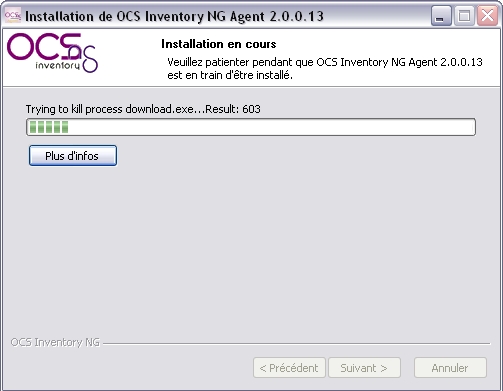 Installation de OCS Inventory NG Agent 2.0.0.13
OCSng
inventory
Installation en cours
Veuillez patienter pendant que OCS Inventory NG Agent 2.0.0.13
est en train d'être installé.
Trying to kill process download.exe...Result: 603
Plus d'infos
OCS Inventory NG
< Précédent
Suivant >
Annuler